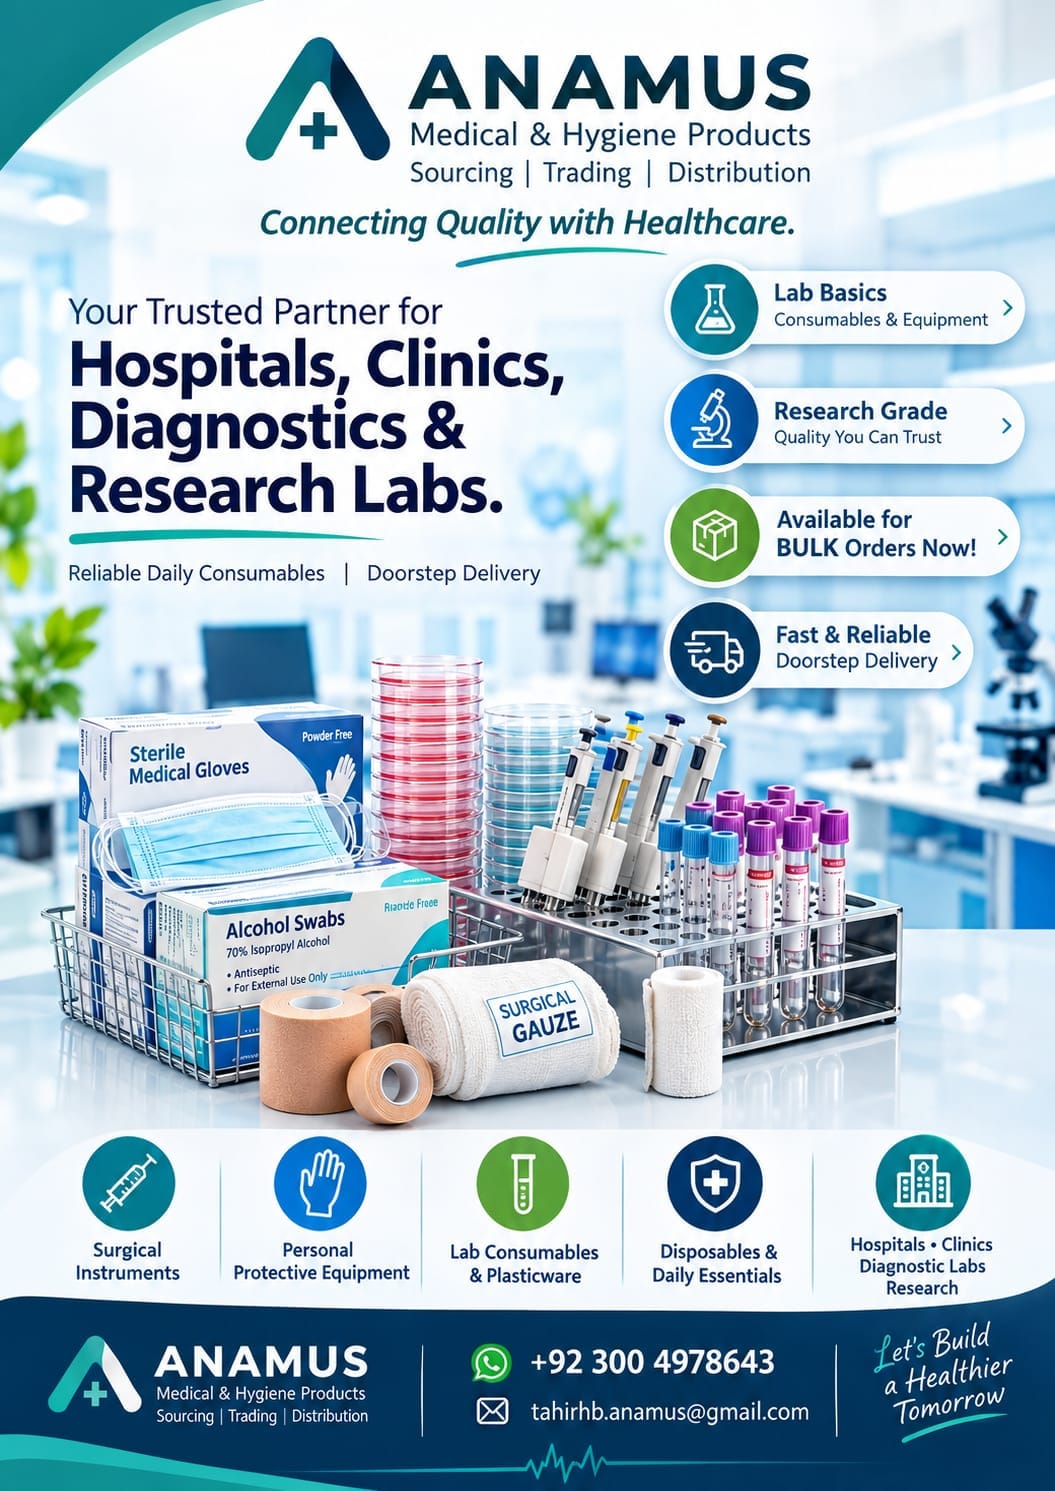 ANAMUS
Medical & Hygiene Products
Sourcing | Trading | Distribution
Connecting Quality with Healthcare.
Your Trusted Partner for
Hospitals, Clinics,
Diagnostics &
Research Labs.
Reliable Daily Consumables | Doorstep Delivery
Lab Basics
Consumables & Equipment
Research Grade
Quality You Can Trust
Available for
BULK Orders Now!
Fast & Reliable
Doorstep Delivery
Sterile
Medical Gloves
Powder Free
Alcohol Swabs
70% Isopropyl Alcohol
• Antiseptic
• For External Use Only
SURGICAL
GAUZE
Surgical
Instruments
Personal
Protective Equipment
Lab Consumables
& Plasticware
Disposables &
Daily Essentials
Hospitals • Clinics
Diagnostic Labs
Research
ANAMUS
Medical & Hygiene Products
Sourcing | Trading | Distribution
+92 300 4978643
tahirhb.anamus@gmail.com
Let's Build
a Healthier
Tomorrow